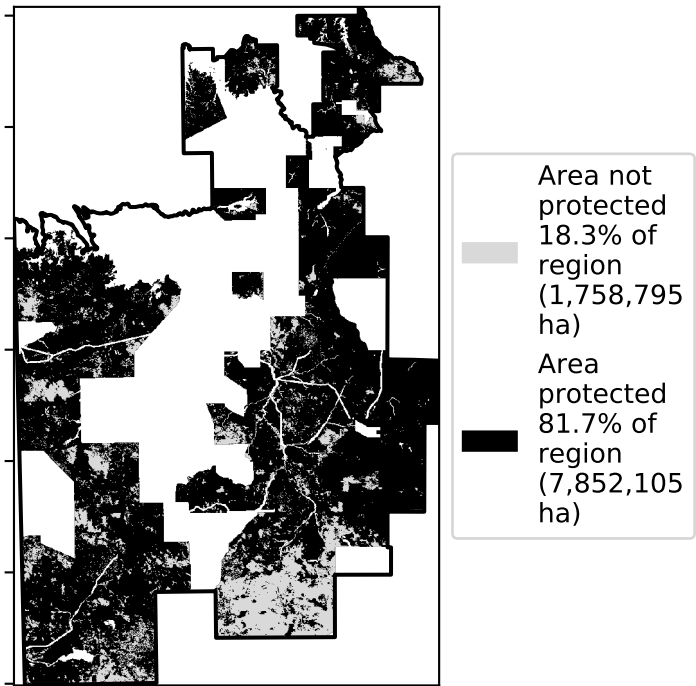 Area not
protected
18.3% of
region
(1,758,795
ha)
Area
protected
81.7% of
region
(7,852,105
ha)